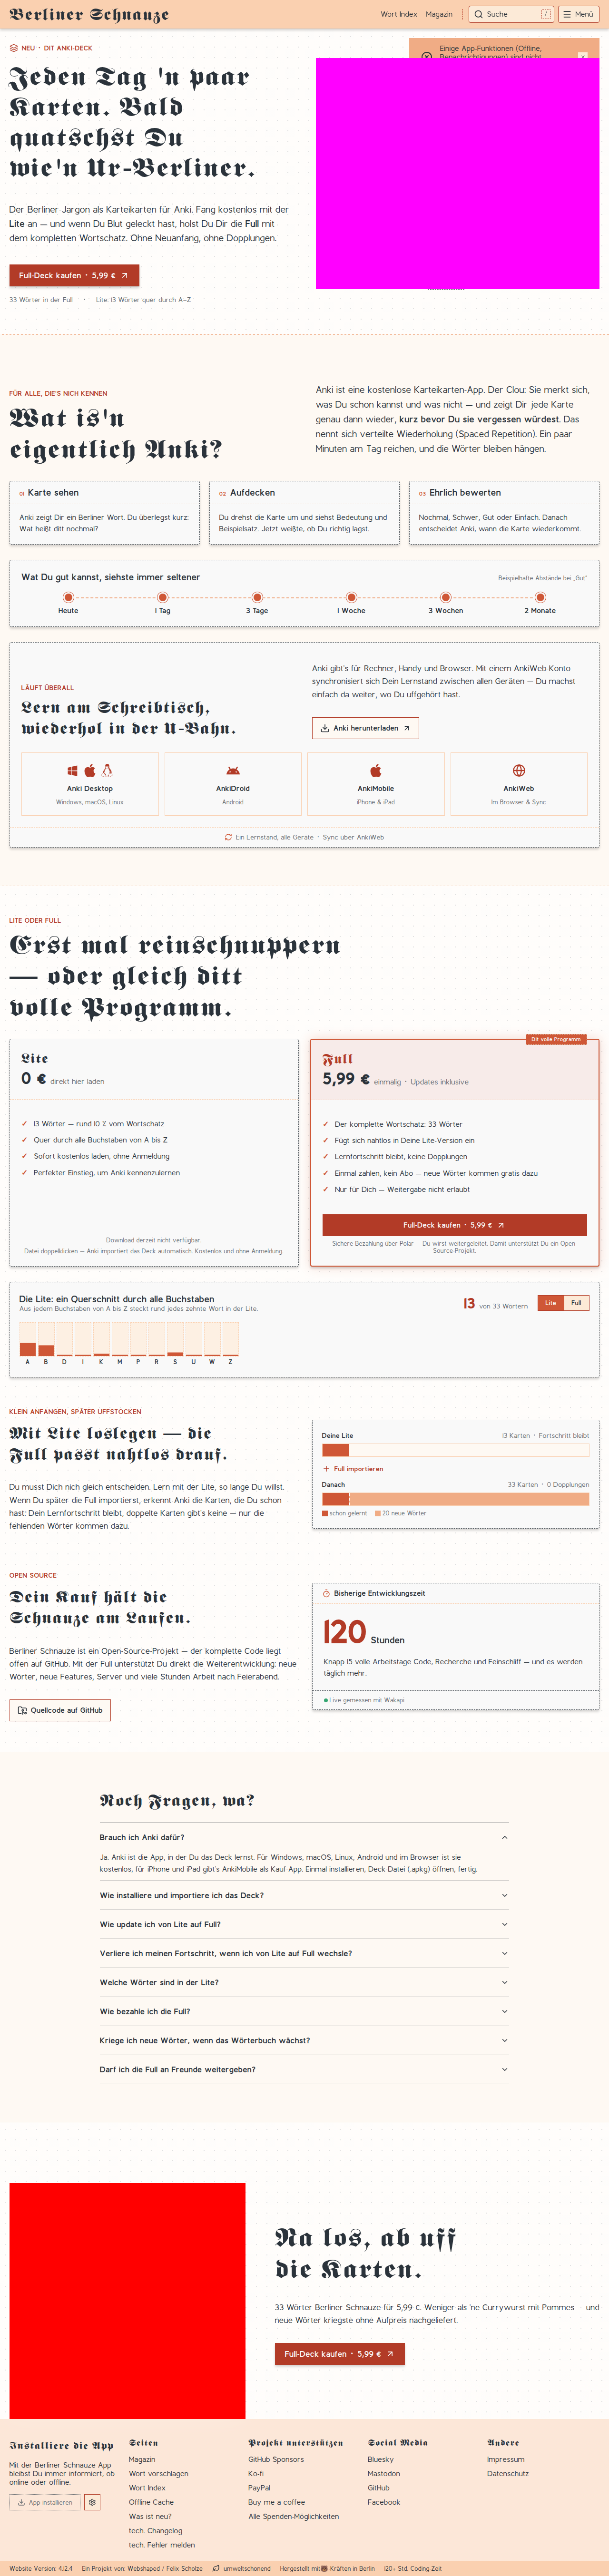 Berliner Schnauze
Wort Index
Magazin
Suche
/
Menü
NEU · DIT ANKI-DECK
Einige App-Funktionen (Offline,
Jeden Tag 'n paar
Karten. Bald
quatschst Du
wie'n Ur-Berliner.
Der Berliner-Jargon als Karteikarten für Anki. Fang kostenlos mit der
Lite an — und wenn Du Blut geleckt hast, holst Du Dir die Full mit
dem kompletten Wortschatz. Ohne Neuanfang, ohne Dopplungen.
Full-Deck kaufen · 5,99 €
33 Wörter in der Full · Lite: 13 Wörter quer durch A–Z
FÜR ALLE, DIE'S NICH KENNEN
Wat is'n
eigentlich Anki?
Anki ist eine kostenlose Karteikarten-App. Der Clou: Sie merkt sich,
was Du schon kannst und was nicht — und zeigt Dir jede Karte
genau dann wieder, kurz bevor Du sie vergessen würdest. Das
nennt sich verteilte Wiederholung (Spaced Repetition). Ein paar
Minuten am Tag reichen, und die Wörter bleiben hängen.
01 Karte sehen
Anki zeigt Dir ein Berliner Wort. Du überlegst kurz:
Wat heißt ditt nochmal?
02 Aufdecken
Du drehst die Karte um und siehst Bedeutung und
Beispielsatz. Jetzt weißte, ob Du richtig lagst.
03 Ehrlich bewerten
Nochmal, Schwer, Gut oder Einfach. Danach
entscheidet Anki, wann die Karte wiederkommt.
Wat Du gut kannst, siehste immer seltener
Beispielhafte Abstände bei „Gut"
Heute
1 Tag
3 Tage
1 Woche
3 Wochen
2 Monate
LÄUFT ÜBERALL
Lern am Schreibtisch,
wiederhol in der U-Bahn.
Anki gibt's für Rechner, Handy und Browser. Mit einem AnkiWeb-Konto
synchronisiert sich Dein Lernstand zwischen allen Geräten — Du machst
einfach da weiter, wo Du uffgehört hast.
Anki herunterladen
Anki Desktop
Windows, macOS, Linux
AnkiDroid
Android
AnkiMobile
iPhone & iPad
AnkiWeb
Im Browser & Sync
Ein Lernstand, alle Geräte · Sync über AnkiWeb
LITE ODER FULL
Erst mal reinschnuppern
— oder gleich ditt
volle Programm.
Lite
0 € direkt hier laden
✓ 13 Wörter — rund 10 % vom Wortschatz
✓ Quer durch alle Buchstaben von A bis Z
✓ Sofort kostenlos laden, ohne Anmeldung
✓ Perfekter Einstieg, um Anki kennenzulernen
Download derzeit nicht verfügbar.
Datei doppelklicken — Anki importiert das Deck automatisch. Kostenlos und ohne Anmeldung.
Dit volle Programm
Full
5,99 € einmalig · Updates inklusive
✓ Der komplette Wortschatz: 33 Wörter
✓ Fügt sich nahtlos in Deine Lite-Version ein
✓ Lernfortschritt bleibt, keine Dopplungen
✓ Einmal zahlen, kein Abo — neue Wörter kommen gratis dazu
✓ Nur für Dich — Weitergabe nicht erlaubt
Full-Deck kaufen · 5,99 €
Sichere Bezahlung über Polar — Du wirst weitergeleitet. Damit unterstützt Du ein Open-
Source-Projekt.
Die Lite: ein Querschnitt durch alle Buchstaben
Aus jedem Buchstaben von A bis Z steckt rund jedes zehnte Wort in der Lite.
13 von 33 Wörtern
Lite
Full
A B D I K M P R S U W Z
KLEIN ANFANGEN, SPÄTER UFFSTOCKEN
Mit Lite loslegen — die
Full passt nahtlos drauf.
Du musst Dich nich gleich entscheiden. Lern mit der Lite, so lange Du willst.
Wenn Du später die Full importierst, erkennt Anki die Karten, die Du schon
hast: Dein Lernfortschritt bleibt, doppelte Karten gibt's keine — nur die
fehlenden Wörter kommen dazu.
Deine Lite
13 Karten · Fortschritt bleibt
Full importieren
Danach
33 Karten · 0 Dopplungen
schon gelernt
20 neue Wörter
OPEN SOURCE
Dein Kauf hält die
Schnauze am Laufen.
Berliner Schnauze ist ein Open-Source-Projekt — der komplette Code liegt
offen auf GitHub. Mit der Full unterstützt Du direkt die Weiterentwicklung: neue
Wörter, neue Features, Server und viele Stunden Arbeit nach Feierabend.
Quellcode auf GitHub
Bisherige Entwicklungszeit
120 Stunden
Knapp 15 volle Arbeitstage Code, Recherche und Feinschliff — und es werden
täglich mehr.
Live gemessen mit Wakapi
Noch Fragen, wa?
Brauch ich Anki dafür?
Ja. Anki ist die App, in der Du das Deck lernst. Für Windows, macOS, Linux, Android und im Browser ist sie
kostenlos, für iPhone und iPad gibt's AnkiMobile als Kauf-App. Einmal installieren, Deck-Datei (.apkg) öffnen, fertig.
Wie installiere und importiere ich das Deck?
Wie update ich von Lite auf Full?
Verliere ich meinen Fortschritt, wenn ich von Lite auf Full wechsle?
Welche Wörter sind in der Lite?
Wie bezahle ich die Full?
Kriege ich neue Wörter, wenn das Wörterbuch wächst?
Darf ich die Full an Freunde weitergeben?
Na los, ab uff
die Karten.
33 Wörter Berliner Schnauze für 5,99 €. Weniger als 'ne Currywurst mit Pommes — und
neue Wörter kriegste ohne Aufpreis nachgeliefert.
Full-Deck kaufen · 5,99 €
Installiere die App
Mit der Berliner Schnauze App
bleibst Du immer informiert, ob
online oder offline.
App installieren
Seiten
Magazin
Wort vorschlagen
Wort Index
Offline-Cache
Was ist neu?
tech. Changelog
tech. Fehler melden
Projekt unterstützen
GitHub Sponsors
Ko-fi
PayPal
Buy me a coffee
Alle Spenden-Möglichkeiten
Social Media
Bluesky
Mastodon
GitHub
Facebook
Andere
Impressum
Datenschutz
Website Version: 4.12.4
Ein Projekt von: Webshaped / Felix Scholze
umweltschonend
Hergestellt mit🐻-Kräften in Berlin
120+ Std. Coding-Zeit